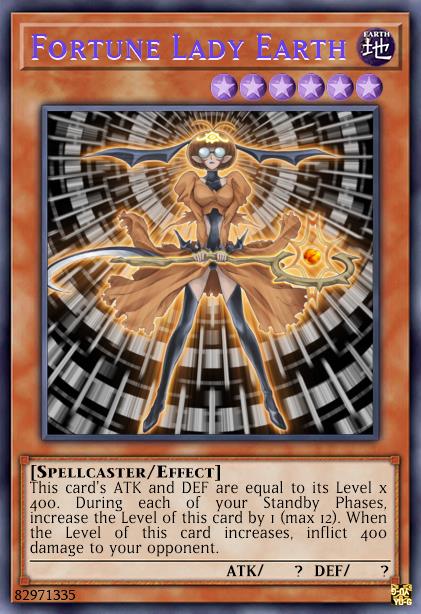 FORTUNE LADY EARTH
EARTH
地
[SPELLCASTER/EFFECT]
This card's ATK and DEF are equal to its Level x
400. During each of your Standby Phases,
increase the Level of this card by 1 (max 12). When
the Level of this card increases, inflict 400
damage to your opponent.
ATK/ ? DEF/ ?
82971335